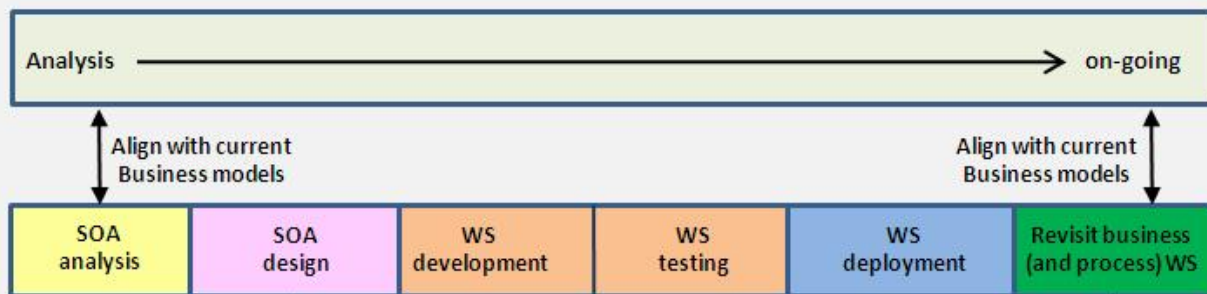 Analysis
on-going
Align with current
Business models
Align with current
Business models
SOA
analysis
SOA
design
WS
development
WS
testing
WS
deployment
Revisit business
(and process) WS